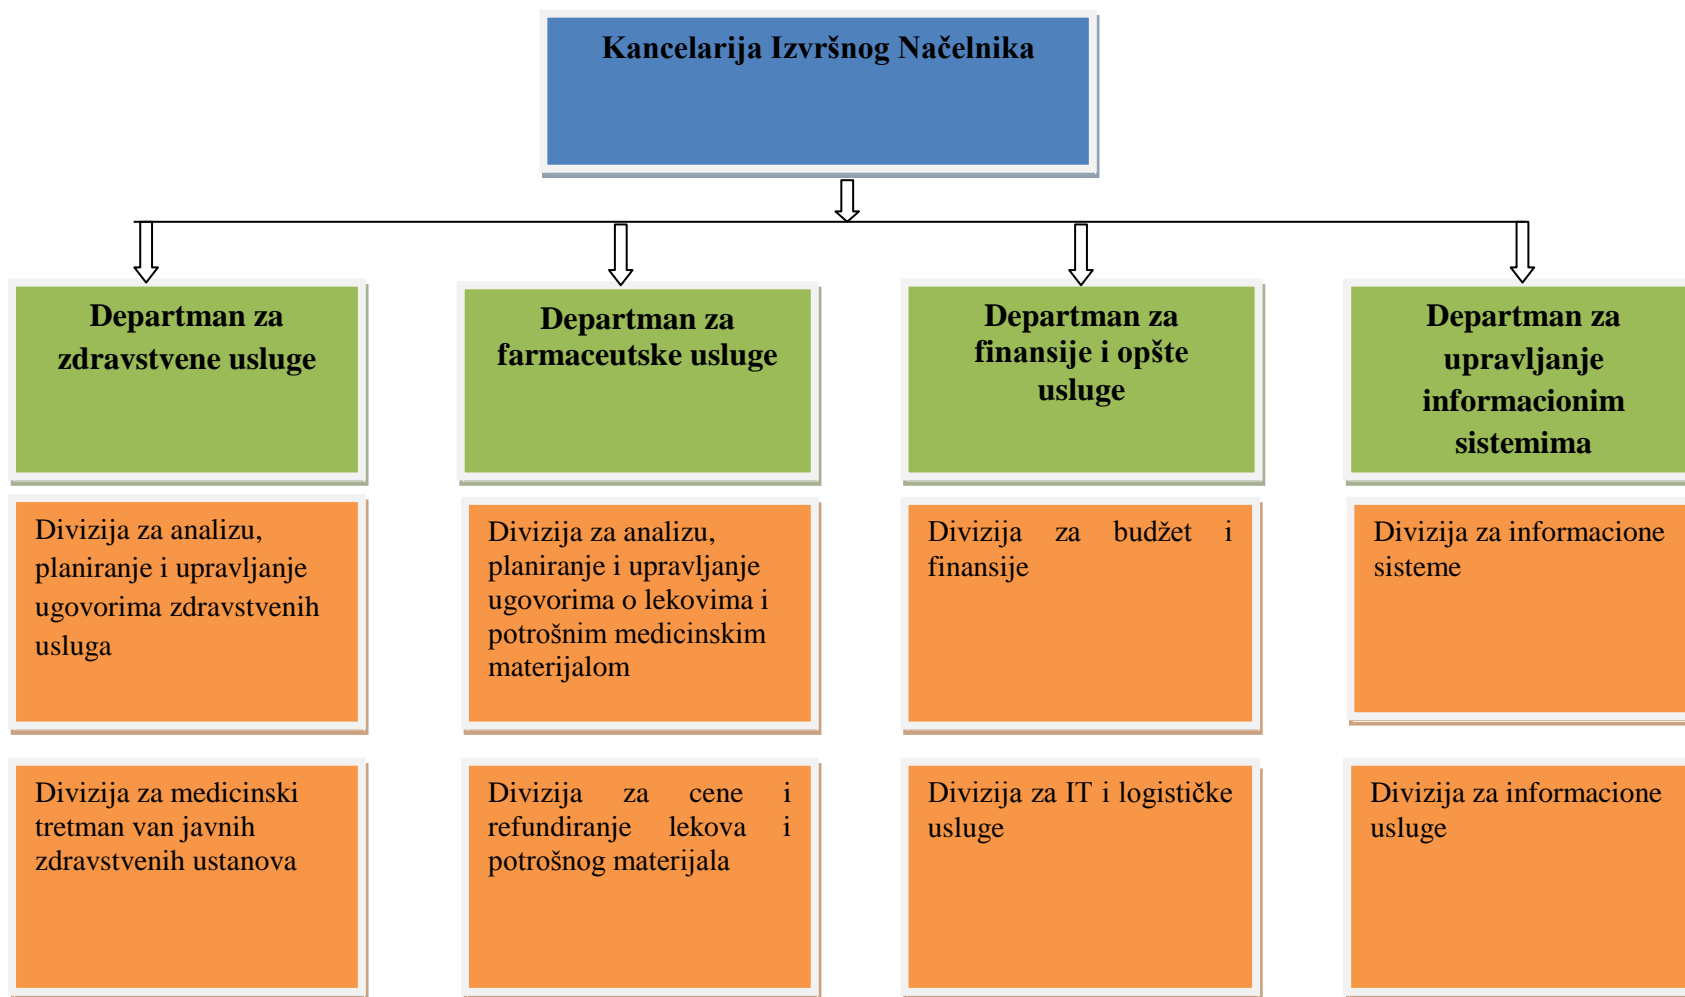 Kancelarija Izvršnog Načelnika
Departman za
zdravstvene usluge
Departman za
farmaceutske usluge
Departman za
finansije i opšte
usluge
Departman za
upravljanje
informacionim
sistemima
Divizija za analizu,
planiranje i upravljanje
ugovorima zdravstvenih
usluga
Divizija za analizu,
planiranje i upravljanje
ugovorima o lekovima i
potrošnim medicinskim
materijalom
Divizija za budžet i
finansije
Divizija za informacione
sisteme
Divizija za medicinski
tretman van javnih
zdravstvenih ustanova
Divizija za cene i
refundiranje lekova i
potrošnog materijala
Divizija za IT i logističke
usluge
Divizija za informacione
usluge